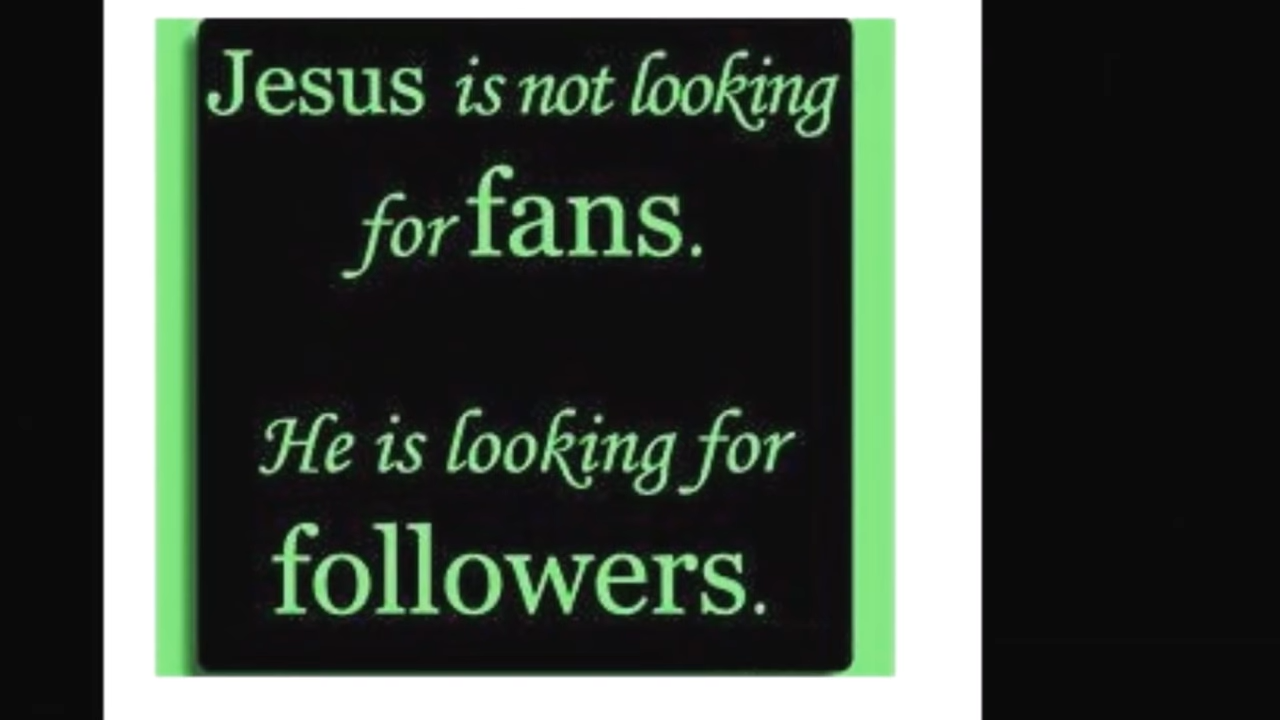 Jesus is not looking
for fans.
He is looking for
followers.